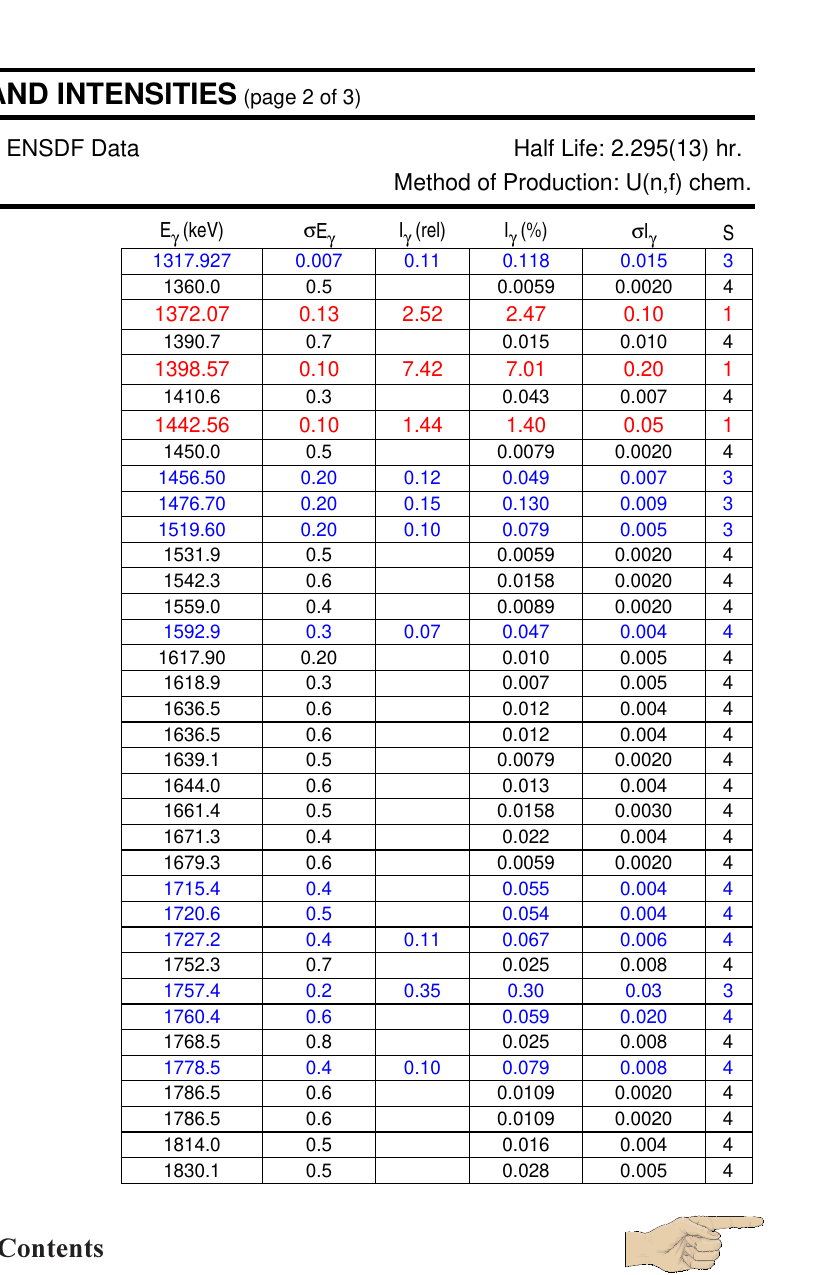 AND INTENSITIES (page 2 of 3)
ENSDF Data Half Life: 2.295(13) hr.
Method of Production: U(n,f) chem.
Eγ (keV) σEγ Iγ (rel) Iγ (%) σIγ S
1317.927 0.007 0.11 0.118 0.015 3
1360.0 0.5 0.0059 0.0020 4
1372.07 0.13 2.52 2.47 0.10 1
1390.7 0.7 0.015 0.010 4
1398.57 0.10 7.42 7.01 0.20 1
1410.6 0.3 0.043 0.007 4
1442.56 0.10 1.44 1.40 0.05 1
1450.0 0.5 0.0079 0.0020 4
1456.50 0.20 0.12 0.049 0.007 3
1476.70 0.20 0.15 0.130 0.009 3
1519.60 0.20 0.10 0.079 0.005 3
1531.9 0.5 0.0059 0.0020 4
1542.3 0.6 0.0158 0.0020 4
1559.0 0.4 0.0089 0.0020 4
1592.9 0.3 0.07 0.047 0.004 4
1617.90 0.20 0.010 0.005 4
1618.9 0.3 0.007 0.005 4
1636.5 0.6 0.012 0.004 4
1636.5 0.6 0.012 0.004 4
1639.1 0.5 0.0079 0.0020 4
1644.0 0.6 0.013 0.004 4
1661.4 0.5 0.0158 0.0030 4
1671.3 0.4 0.022 0.004 4
1679.3 0.6 0.0059 0.0020 4
1715.4 0.4 0.055 0.004 4
1720.6 0.5 0.054 0.004 4
1727.2 0.4 0.11 0.067 0.006 4
1752.3 0.7 0.025 0.008 4
1757.4 0.2 0.35 0.30 0.03 3
1760.4 0.6 0.059 0.020 4
1768.5 0.8 0.025 0.008 4
1778.5 0.4 0.10 0.079 0.008 4
1786.5 0.6 0.0109 0.0020 4
1786.5 0.6 0.0109 0.0020 4
1814.0 0.5 0.016 0.004 4
1830.1 0.5 0.028 0.005 4
Contents